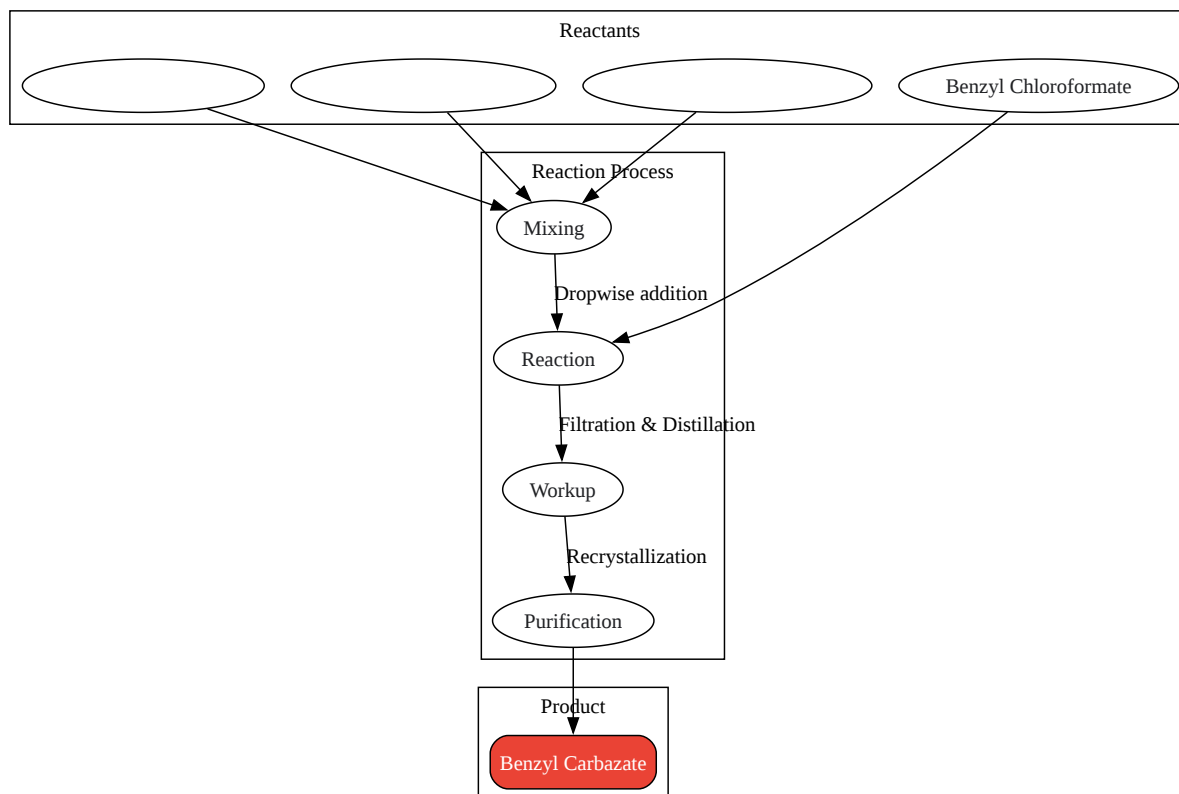 Reactants
Benzyl Chloroformate
Reaction Process
Mixing
Dropwise addition
Reaction
Filtration & Distillation
Workup
Recrystallization
Purification
Product
Benzyl Carbazate